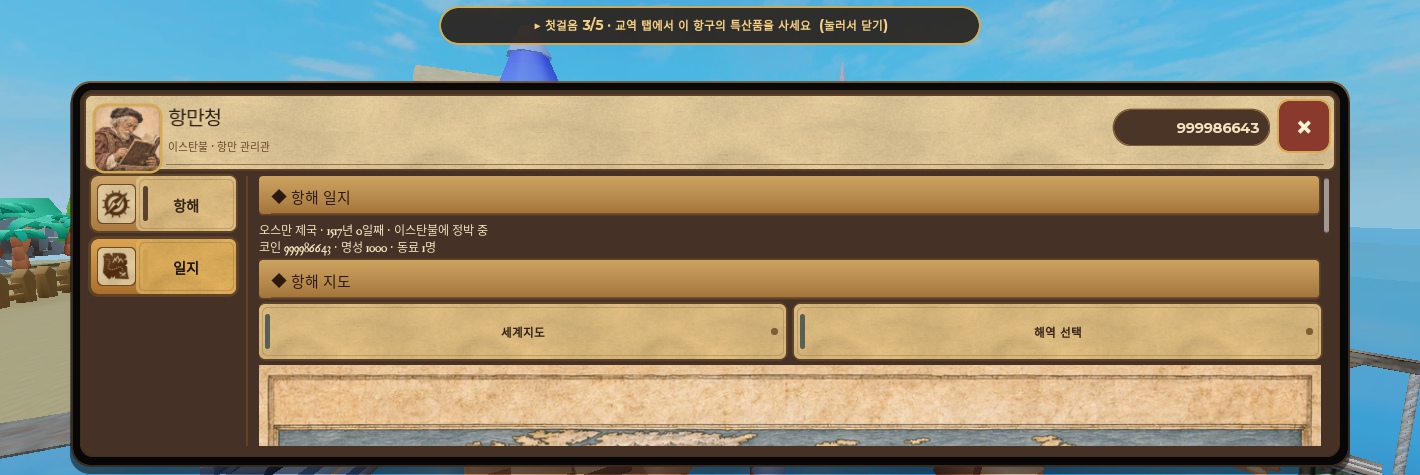 ▸ 첫걸음 3/5 · 교역 탭에서 이 항구의 특산품을 사세요  (눌러서 닫기)
항만청
이스탄불 · 항만 관리관
999986643
×
항해
일지
◆ 항해 일지
오스만 제국 · 1517년 0일째 · 이스탄불에 정박 중
코인 999986643 · 명성 1000 · 동료 1명
◆ 항해 지도
세계지도
해역 선택